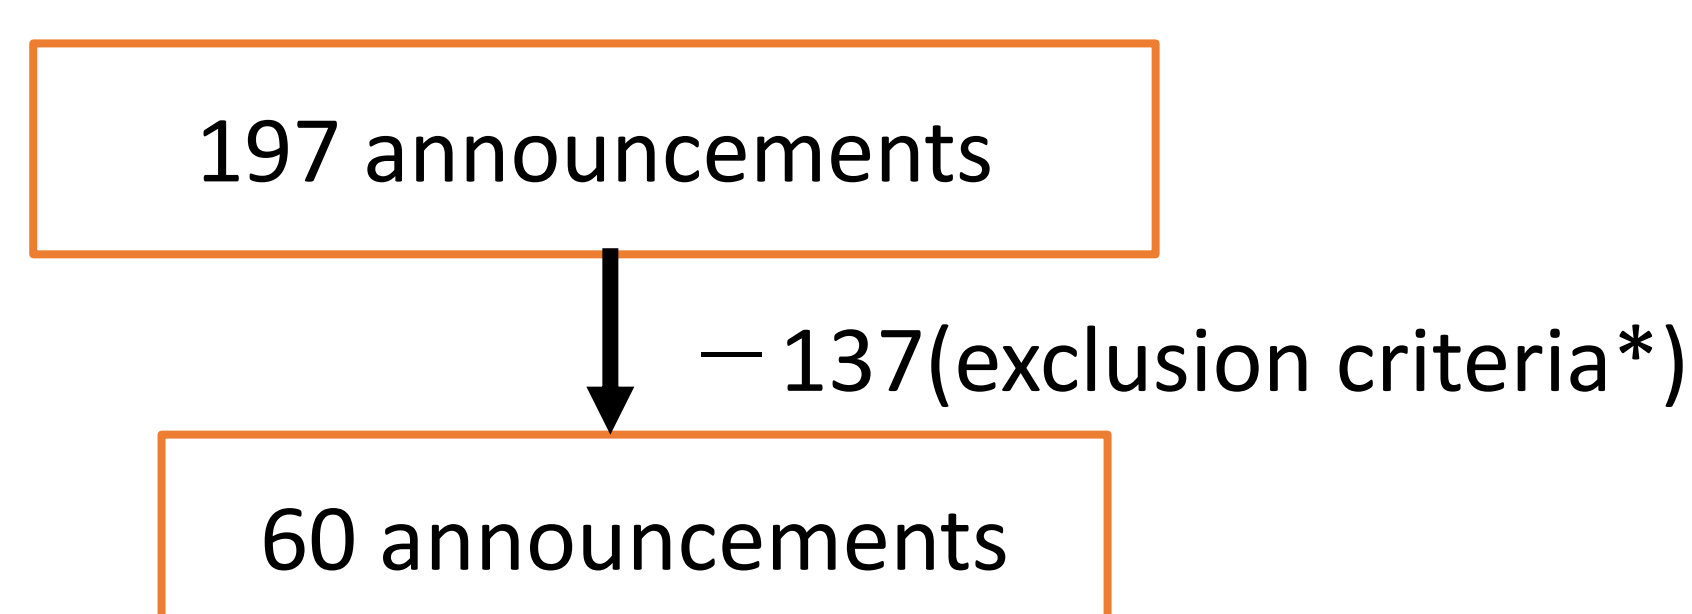 197 announcements
— 137(exclusion criteria*)
60 announcements